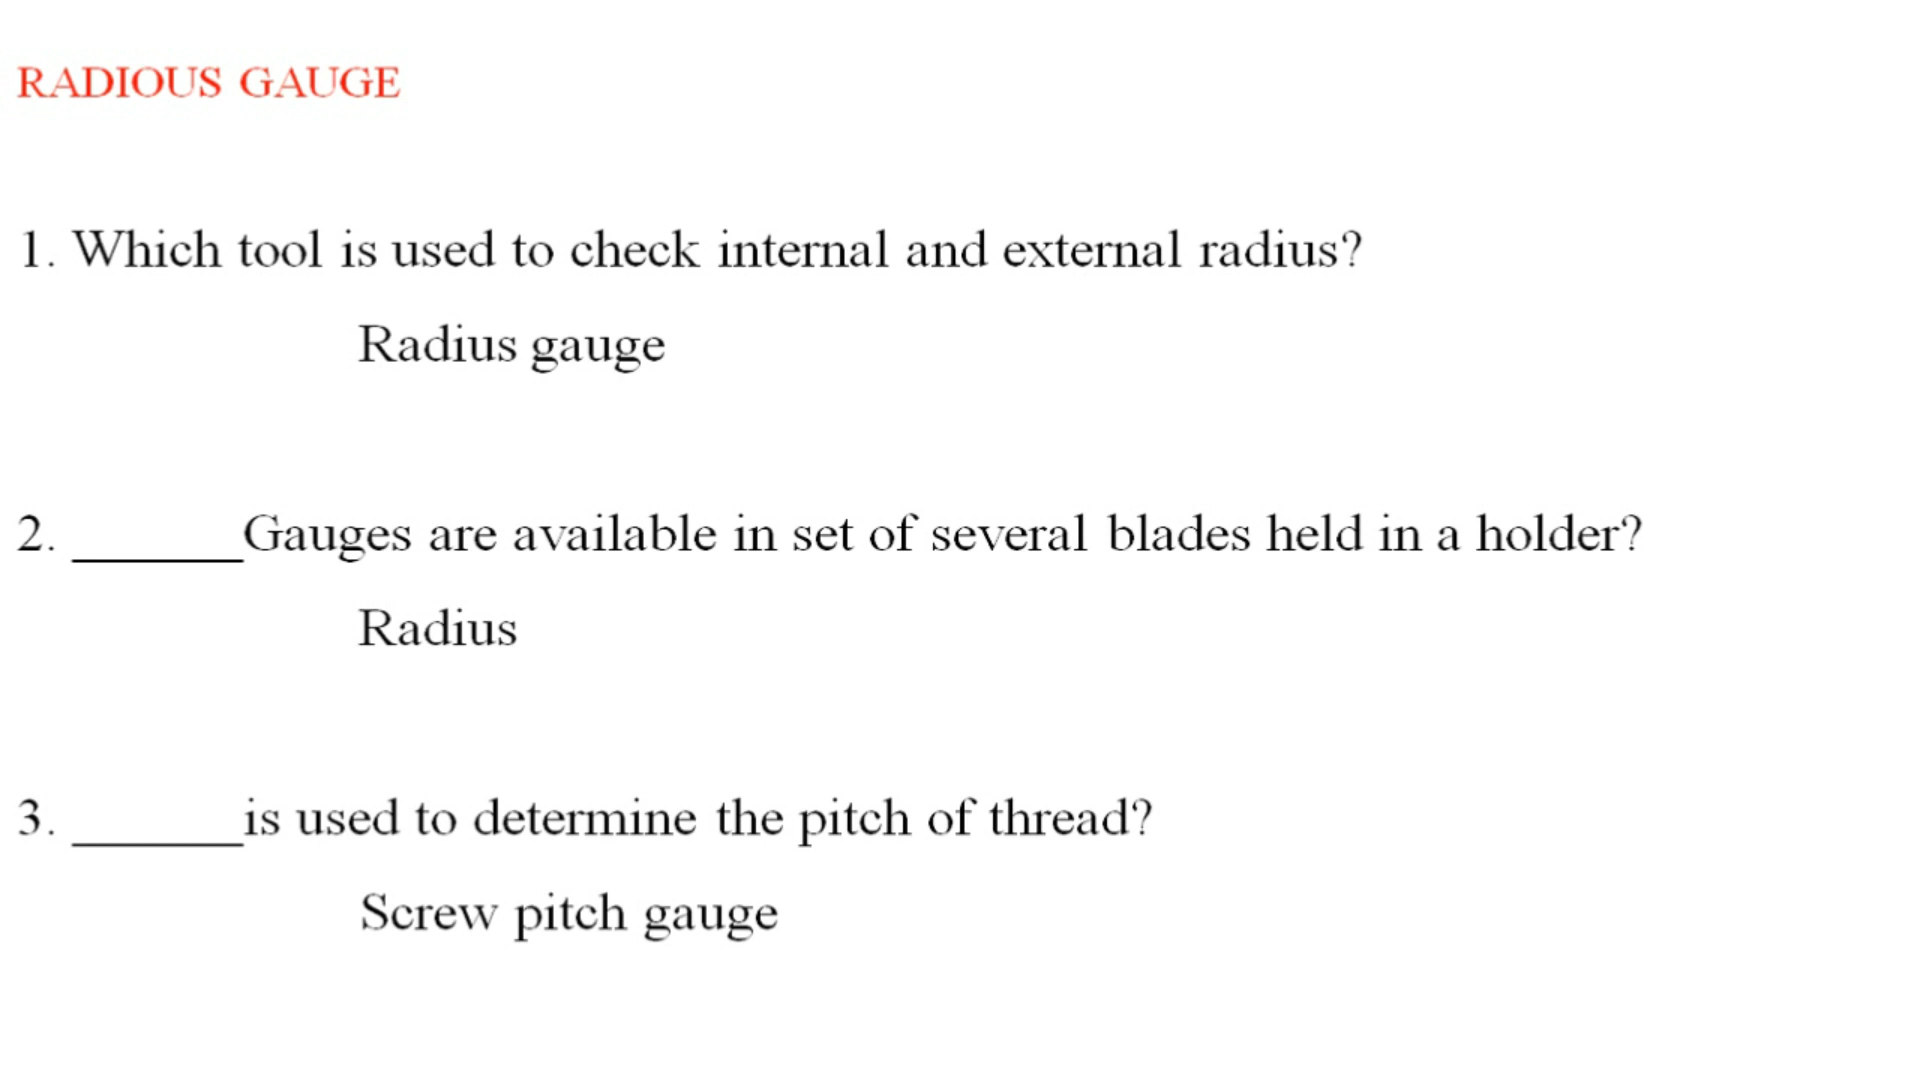 RADIOUS GAUGE
1. Which tool is used to check internal and external radius?
Radius gauge
2. ______Gauges are available in set of several blades held in a holder?
Radius
3. ______is used to determine the pitch of thread?
Screw pitch gauge